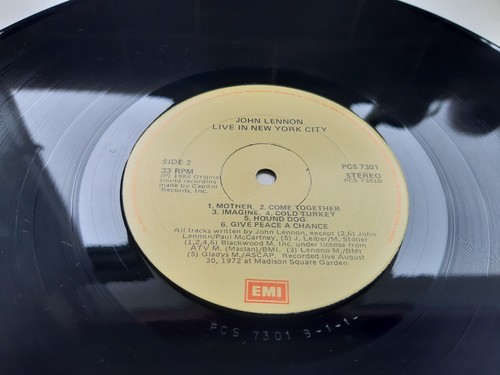 JOHN LENNON.
LIVE IN NEW YORK CITY
SIDE 2
PCS 7301
33 RPM
STEREO
(P) 1986 Original
PCS 7301B
sound recording
made by Capitol
Records, Inc.
1. MOTHER. 2. COME TOGETHER
3. IMAGINE. 4. COLD TURKEY
5. HOUND DOG
6. GIVE PEACE A CHANCE
All tracks written by John Lennon, except (2,6) John
Lennon/Paul McCartney, (5) J. Leiber/M. Stoller
(1,2,4,6) Blackwood M. Inc. under license from
ATV M. (Maclen)/BMI. (3) Lenono M./BMI
(5) Gladys M./ASCAP. Recorded live August
30, 1972 at Madison Square Garden
EMI
PCS 7301 B-1-1-